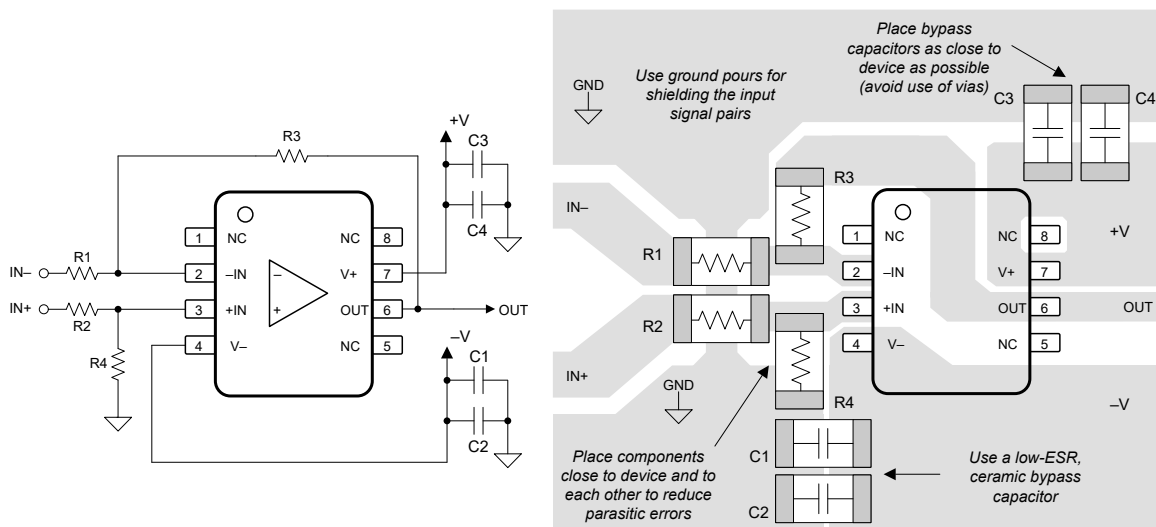 R3
+V
C3
C4
1
NC
NC
8
IN–
R1
2
–IN
–
V+
7
IN+
R2
3
+IN
+
OUT
6
OUT
R4
4
V–
NC
5
–V
C1
C2
Place bypass
capacitors as close to
device as possible
(avoid use of vias)
Use ground pours for
shielding the input
signal pairs
GND
C3
C4
R3
IN–
R1
1
NC
NC
8
+V
2
–IN
V+
7
R2
3
+IN
OUT
6
OUT
4
V–
NC
5
IN+
GND
R4
–V
C1
C2
Place components
close to device and to
each other to reduce
parasitic errors
Use a low-ESR,
ceramic bypass
capacitor